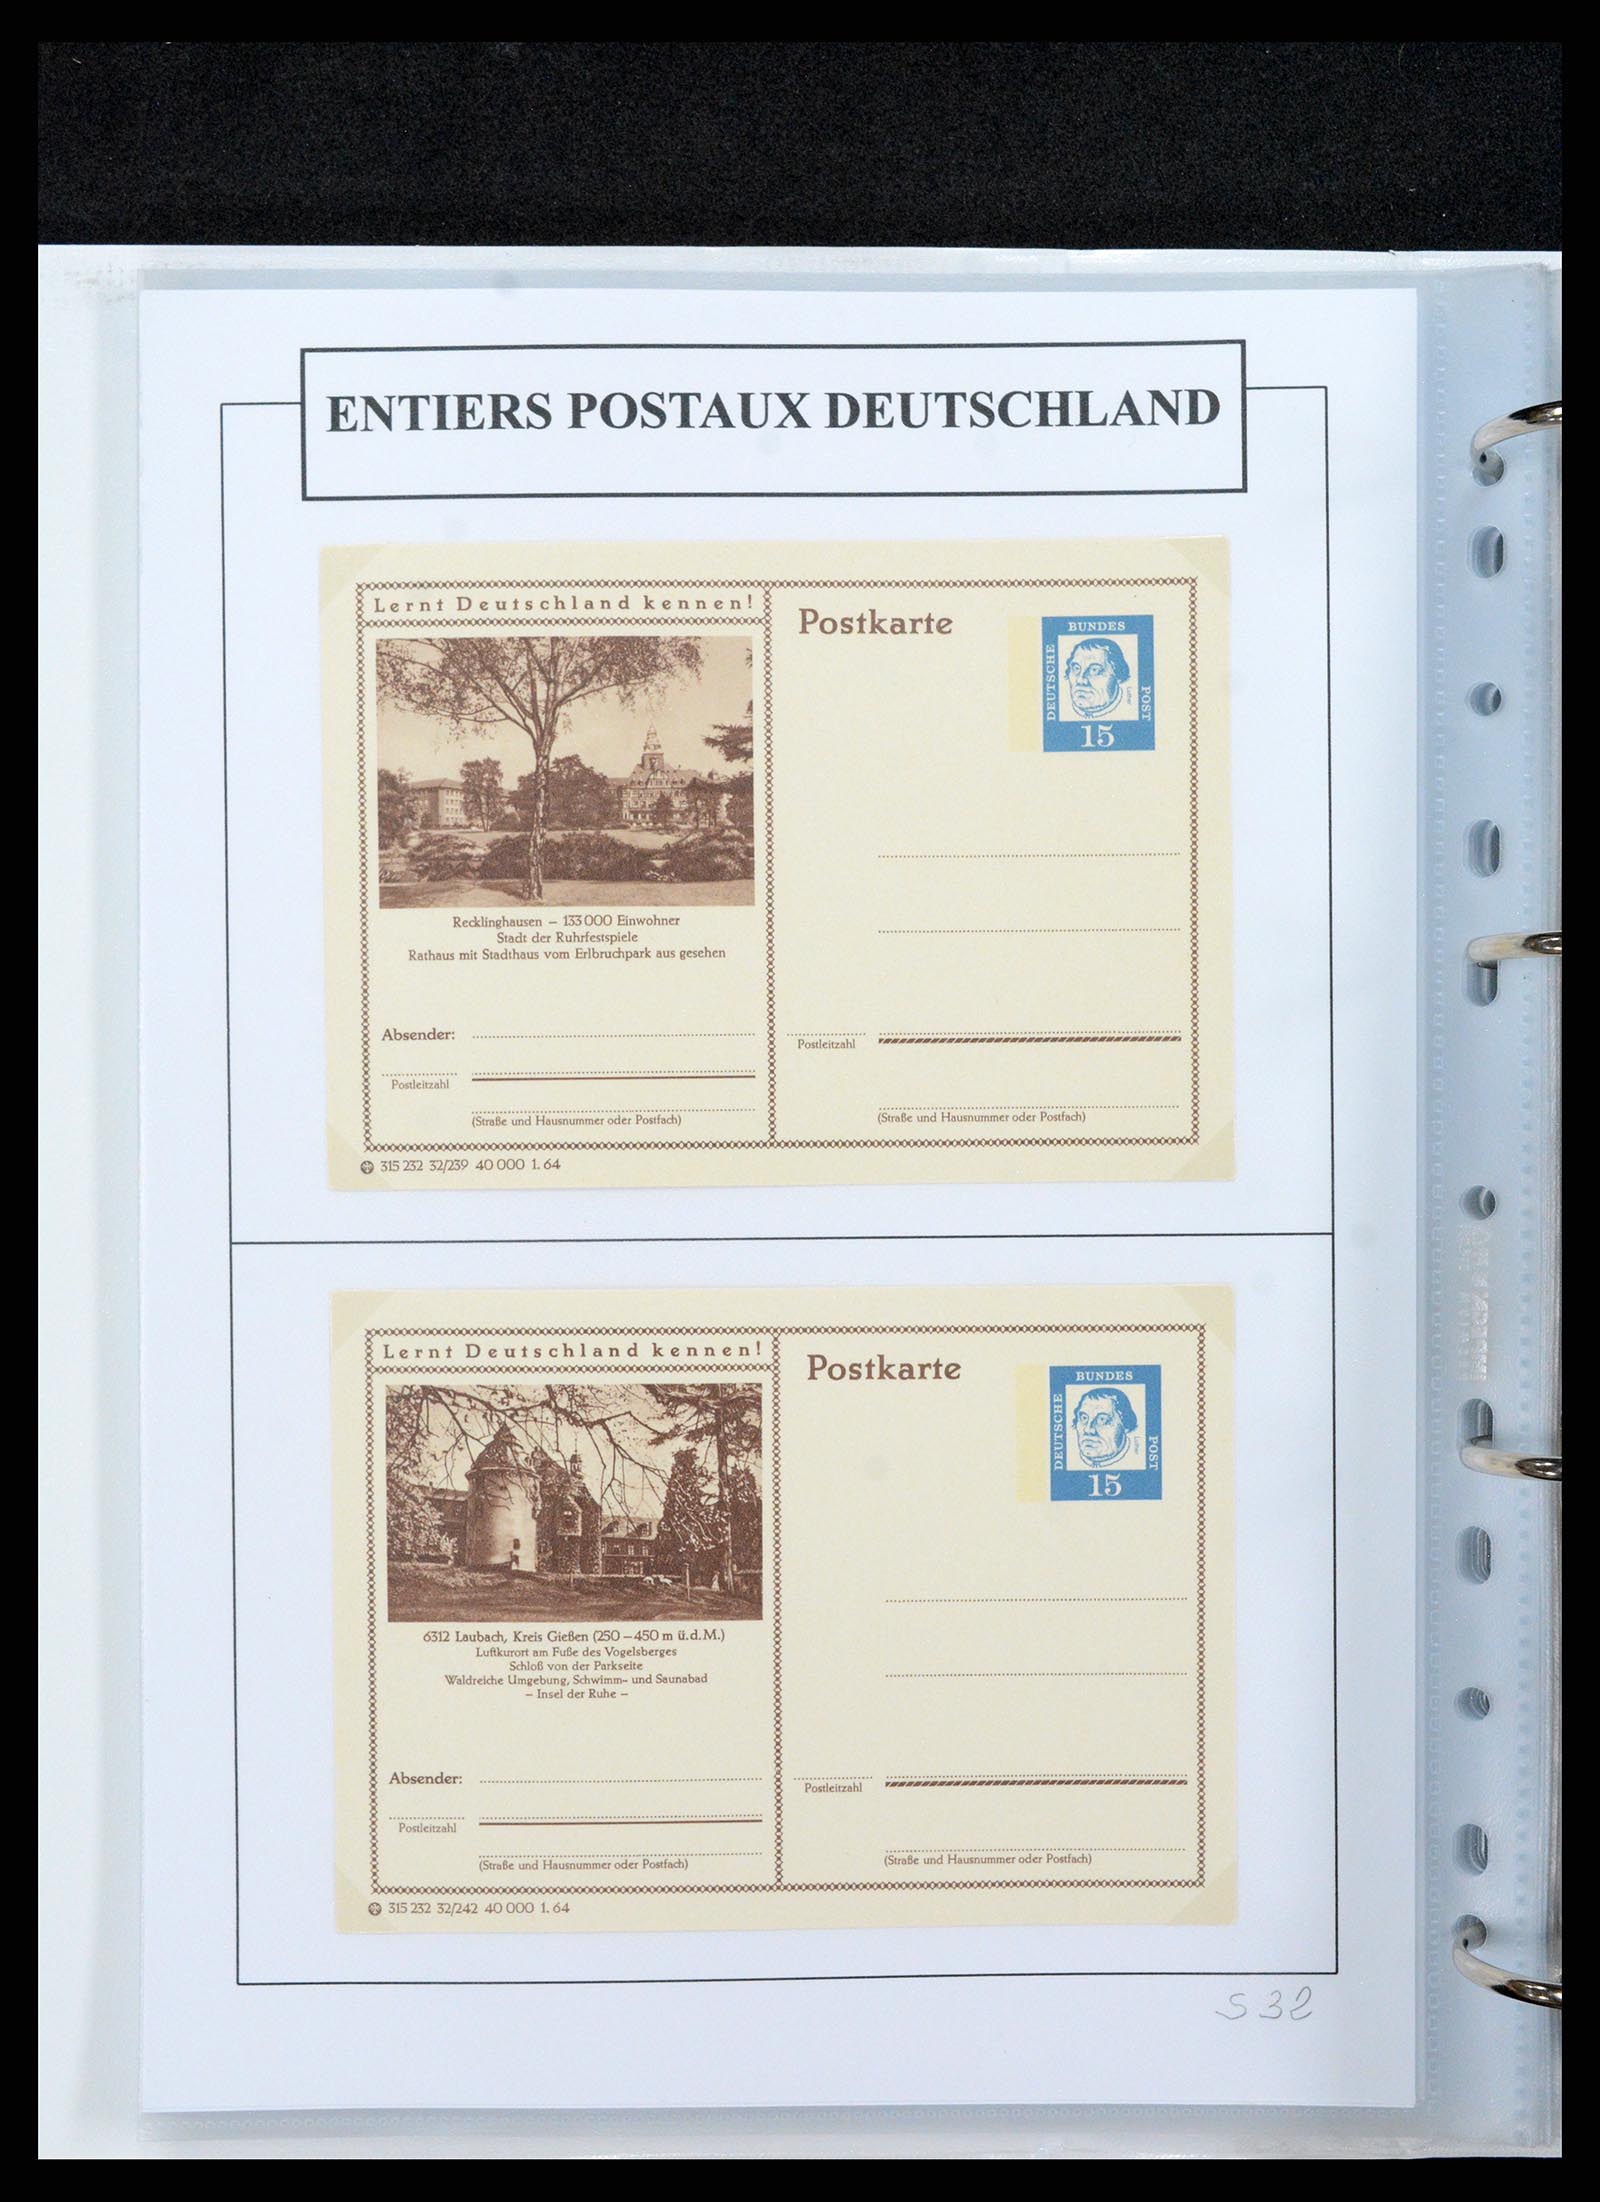 ENTIERS POSTAUX DEUTSCHLAND
Lernt Deutschland kennen!
Postkarte
DEUTSCHE
BUNDES
POST
Luther
15
Recklinghausen – 133 000 Einwohner
Stadt der Ruhrfestspiele
Rathaus mit Stadthaus vom Erlbruchpark aus gesehen
Absender:
Postleitzahl
(Straße und Hausnummer oder Postfach)
Postleitzahl
(Straße und Hausnummer oder Postfach)
315 232 32/239 40 000 1. 64
Lernt Deutschland kennen!
Postkarte
DEUTSCHE
BUNDES
POST
Luther
15
6312 Laubach, Kreis Gießen (250 – 450 m ü. d. M.)
Luftkurort am Fuße des Vogelsberges
Schloß von der Parkseite
Waldreiche Umgebung, Schwimm- und Saunabad
– Insel der Ruhe –
Absender:
Postleitzahl
(Straße und Hausnummer oder Postfach)
Postleitzahl
(Straße und Hausnummer oder Postfach)
315 232 32/242 40 000 1. 64
S 32